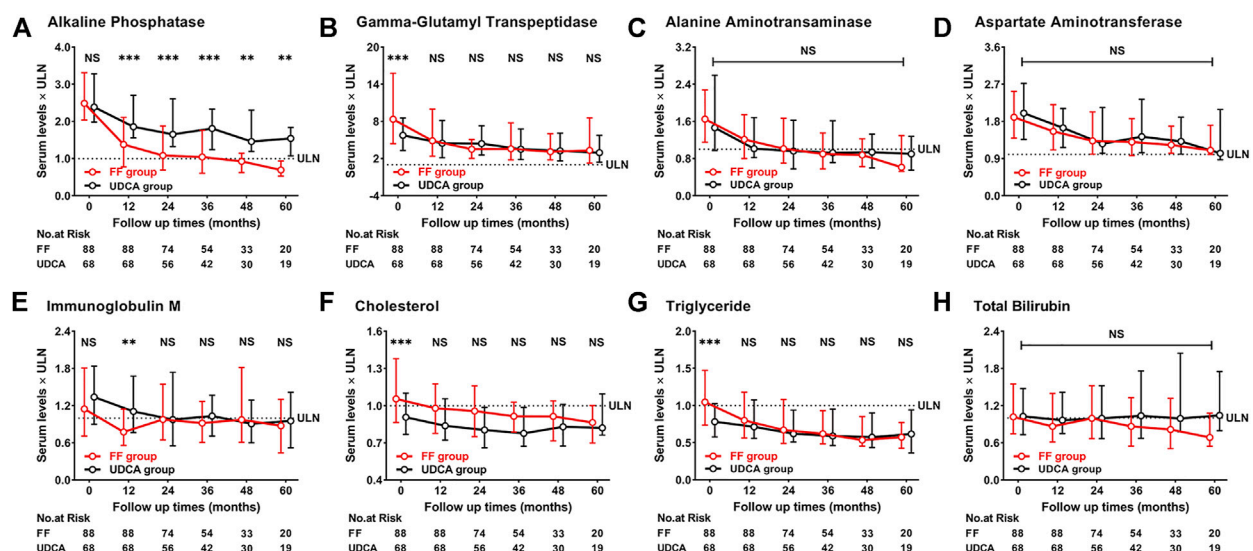 A Alkaline Phosphatase
Serum levels × ULN
4.0
3.0
2.0
1.0
0.0
NS *** *** *** ** **
ULN
FF group
UDCA group
0 12 24 36 48 60
Follow up times (months)
No.at Risk
FF 88 88 74 54 33 20
UDCA 68 68 56 42 30 19
B Gamma-Glutamyl Transpeptidase
Serum levels × ULN
20
14
8
2
-4
*** NS NS NS NS NS
ULN
FF group
UDCA group
0 12 24 36 48 60
Follow up times (months)
No.at Risk
FF 88 88 74 54 33 20
UDCA 68 68 56 42 30 19
C Alanine Aminotransaminase
Serum levels × ULN
3.2
2.4
1.6
0.8
0.0
NS
ULN
FF group
UDCA group
0 12 24 36 48 60
Follow up times (months)
No.at Risk
FF 88 88 74 54 33 20
UDCA 68 68 56 42 30 19
D Aspartate Aminotransferase
Serum levels × ULN
3.6
2.7
1.8
0.9
0.0
NS
ULN
FF group
UDCA group
0 12 24 36 48 60
Follow up times (months)
No.at Risk
FF 88 88 74 54 33 20
UDCA 68 68 56 42 30 19
E Immunoglobulin M
Serum levels × ULN
2.4
1.8
1.2
0.6
0.0
NS ** NS NS NS NS
ULN
FF group
UDCA group
0 12 24 36 48 60
Follow up times (months)
No.at Risk
FF 88 88 74 54 33 20
UDCA 68 68 56 42 30 19
F Cholesterol
Serum levels × ULN
1.6
1.3
1.0
0.7
0.4
*** NS NS NS NS NS
ULN
FF group
UDCA group
0 12 24 36 48 60
Follow up times (months)
No.at Risk
FF 88 88 74 54 33 20
UDCA 68 68 56 42 30 19
G Triglyceride
Serum levels × ULN
2.0
1.5
1.0
0.5
0.0
*** NS NS NS NS NS
ULN
FF group
UDCA group
0 12 24 36 48 60
Follow up times (months)
No.at Risk
FF 88 88 74 54 33 20
UDCA 68 68 56 42 30 19
H Total Bilirubin
Serum levels × ULN
2.4
1.8
1.2
0.6
0.0
NS
ULN
FF group
UDCA group
0 12 24 36 48 60
Follow up times (months)
No.at Risk
FF 88 88 74 54 33 20
UDCA 68 68 56 42 30 19